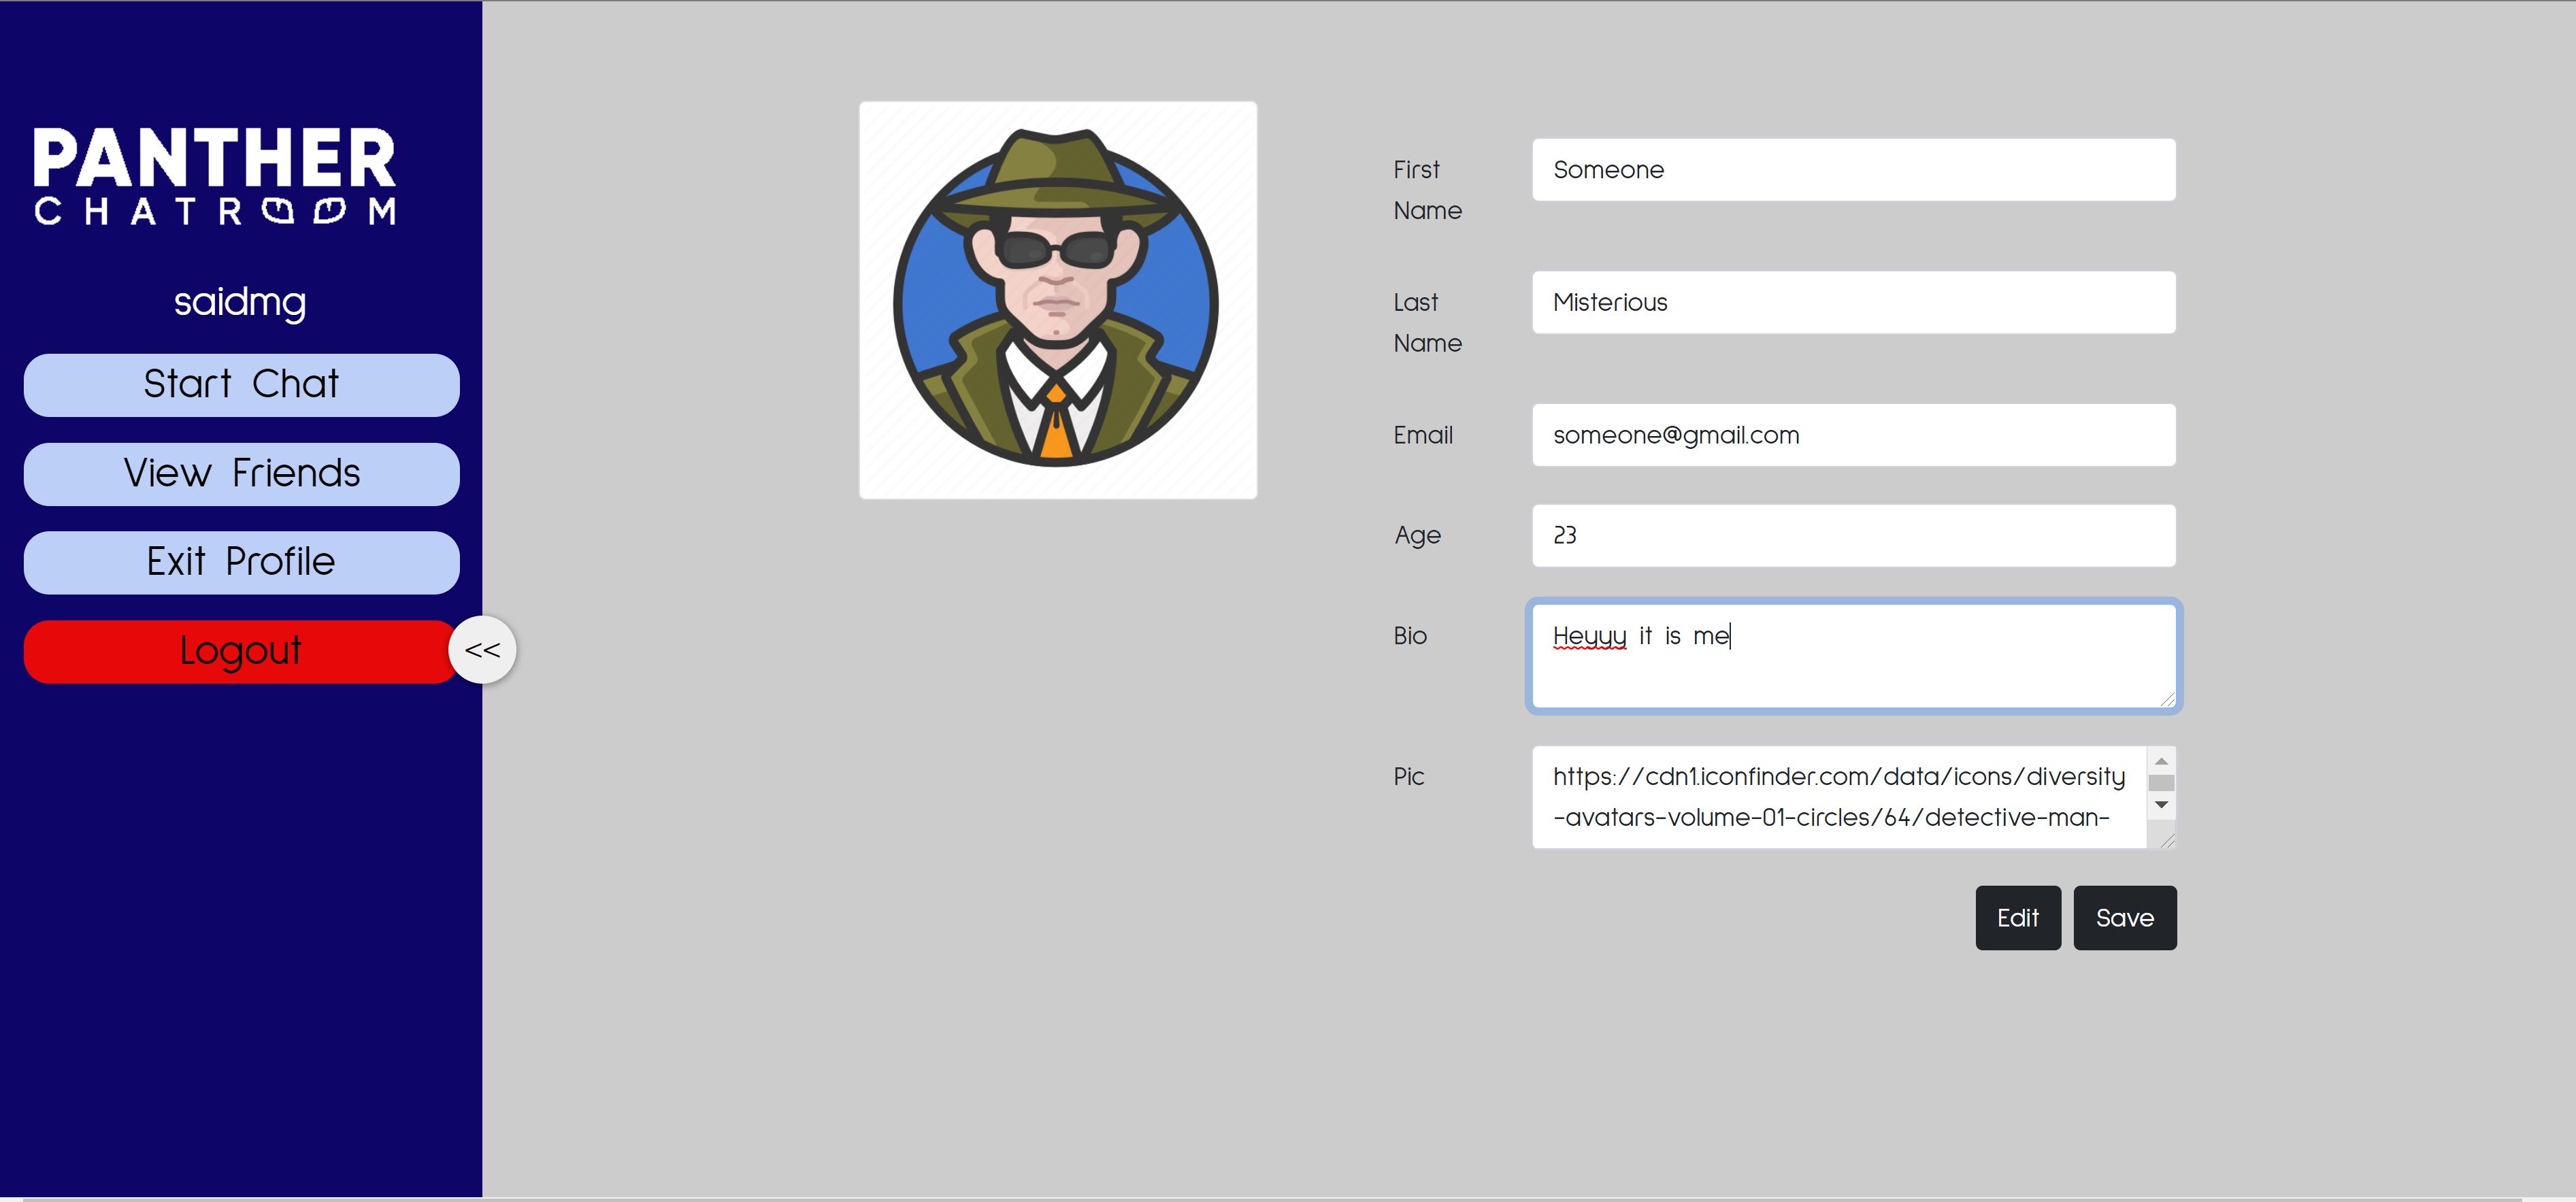 PANTHER
CHATROOM
saidmg
Start Chat
View Friends
Exit Profile
Logout
<<
First
Name
Someone
Last
Name
Misterious
Email
someone@gmail.com
Age
23
Bio
Heyyy it is me
Pic
https://cdn1.iconfinder.com/data/icons/diversity
-avatars-volume-01-circles/64/detective-man-
Edit
Save